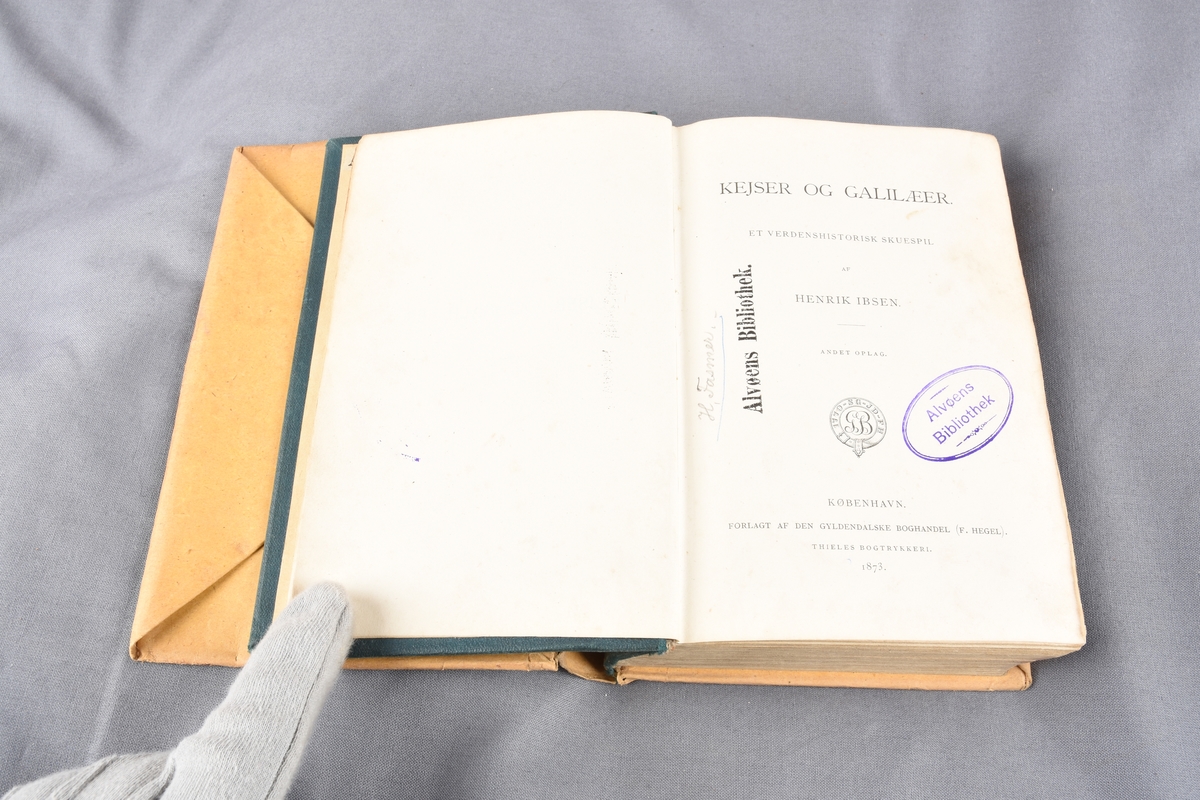 KEJSER OG GALILÆER.
ET VERDENSHISTORISK SKUESPIL
AF
HENRIK IBSEN.
ANDET OPLAG.
KØBENHAVN.
FORLAGT AF DEN GYLDENDALSKE BOGHANDEL (F. HEGEL).
THIELES BOGTRYKKERI.
1873.
Alvøens Bibliothek.
H. Fasmer.
Alvøens
Bibliothek